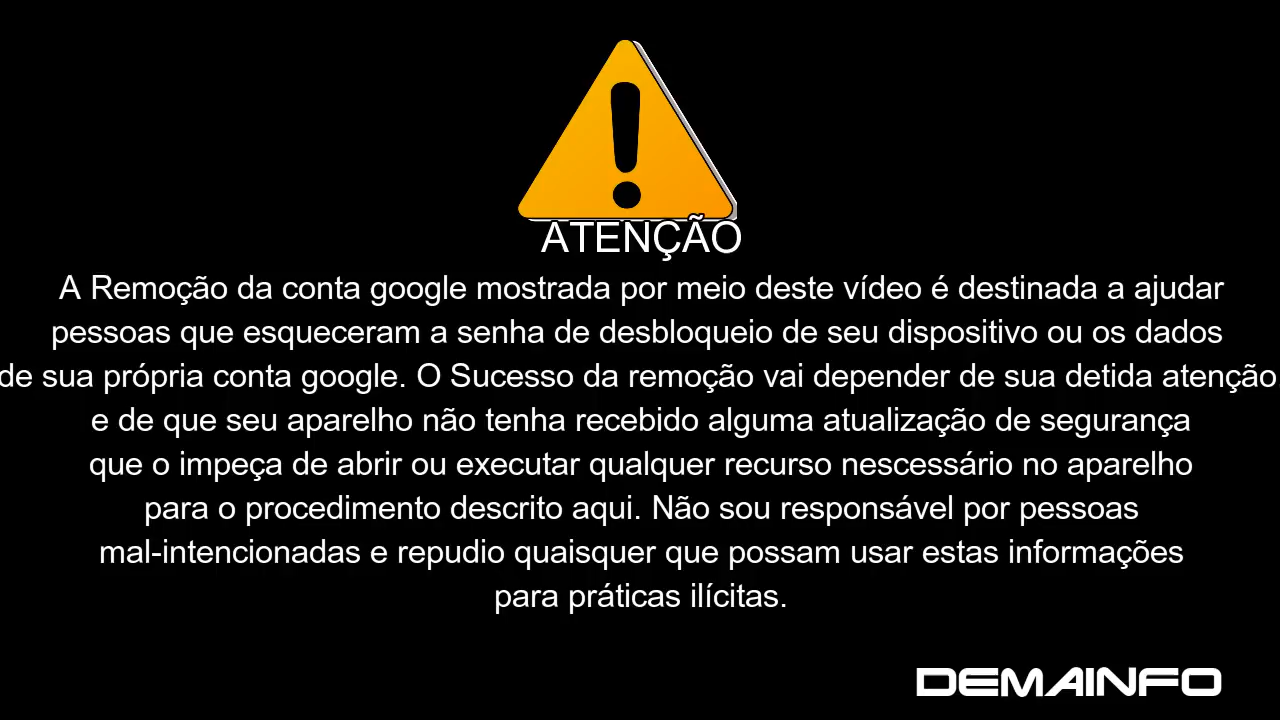 ATENÇÃO
A Remoção da conta google mostrada por meio deste vídeo é destinada a ajudar
pessoas que esqueceram a senha de desbloqueio de seu dispositivo ou os dados
de sua própria conta google. O Sucesso da remoção vai depender de sua detida atenção
e de que seu aparelho não tenha recebido alguma atualização de segurança
que o impeça de abrir ou executar qualquer recurso nescessário no aparelho
para o procedimento descrito aqui. Não sou responsável por pessoas
mal-intencionadas e repudio quaisquer que possam usar estas informações
para práticas ilícitas.
DEMAINFO